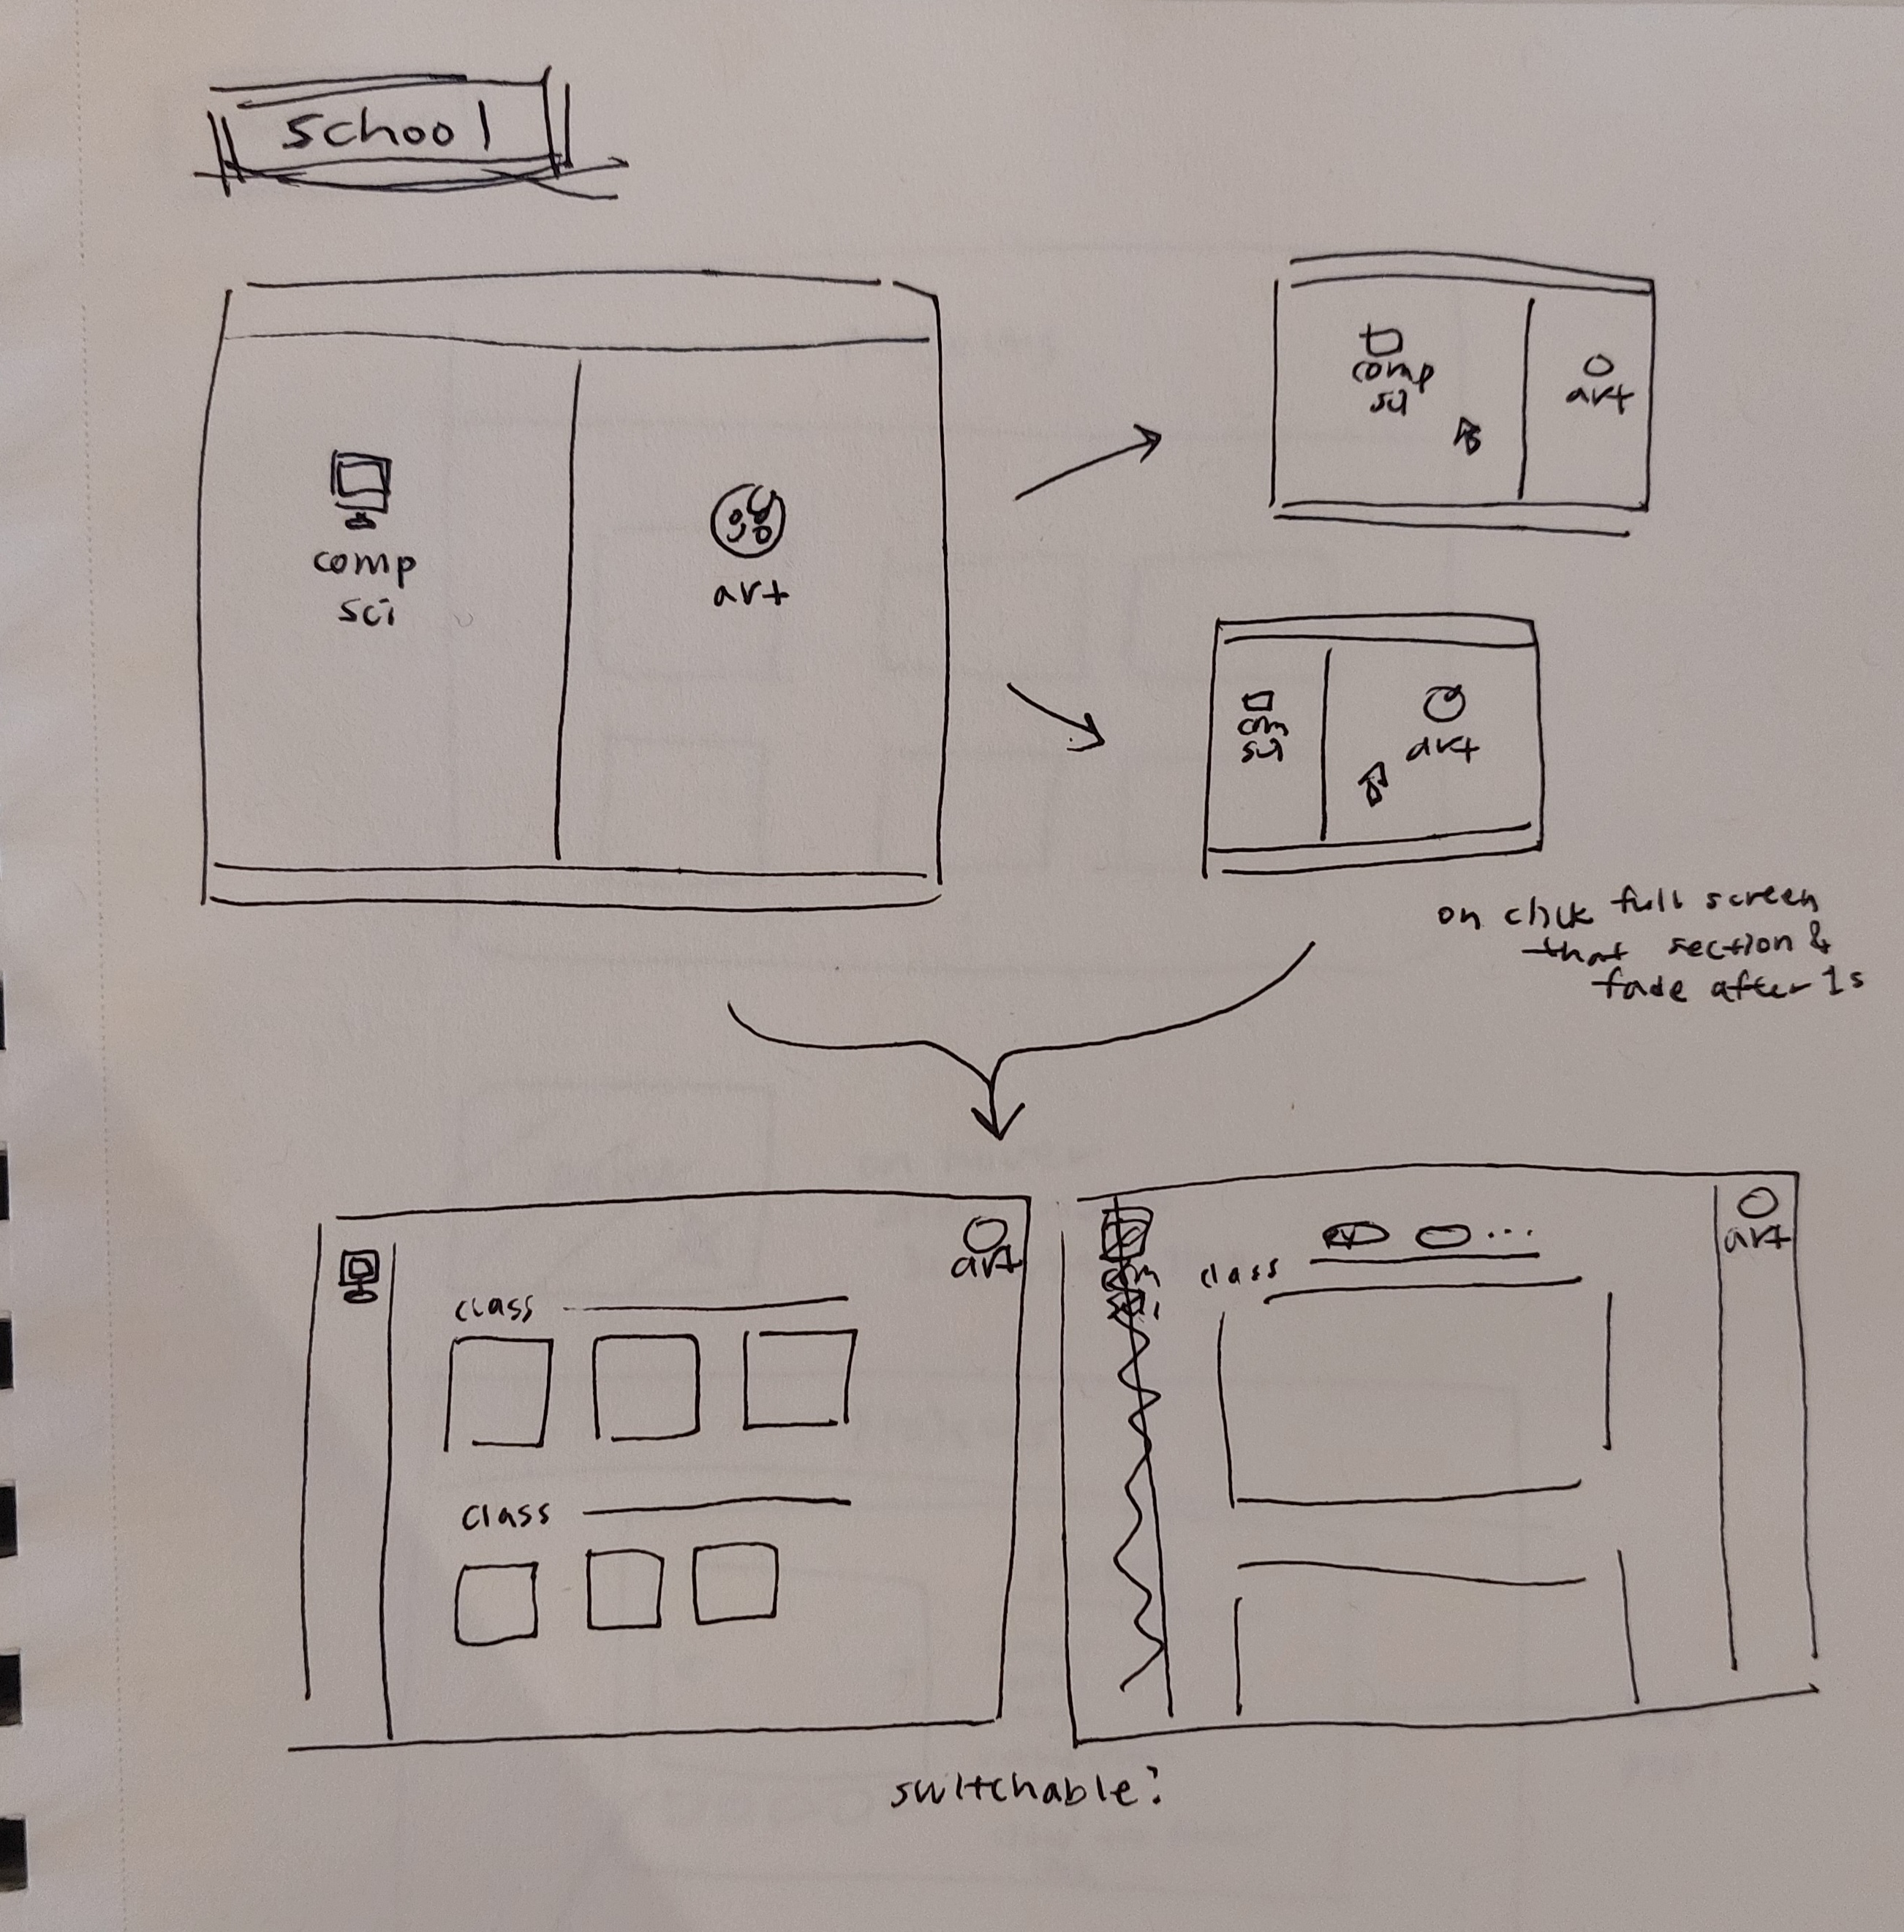 school
comp
sci
art
comp
sci
art
com
sci
art
on click full screen
that section &
fade after 1s
art
class
class
com
sci
class
...
art
switchable?